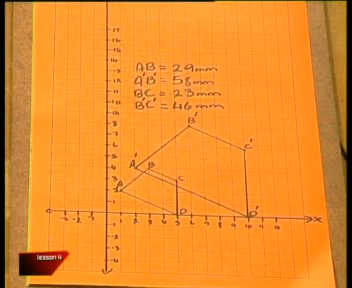 AB = 29mm
A'B' = 58mm
BC = 23mm
B'C' = 46mm
B'
C'
A'
B
C
A
D
D'
x
lesson 4